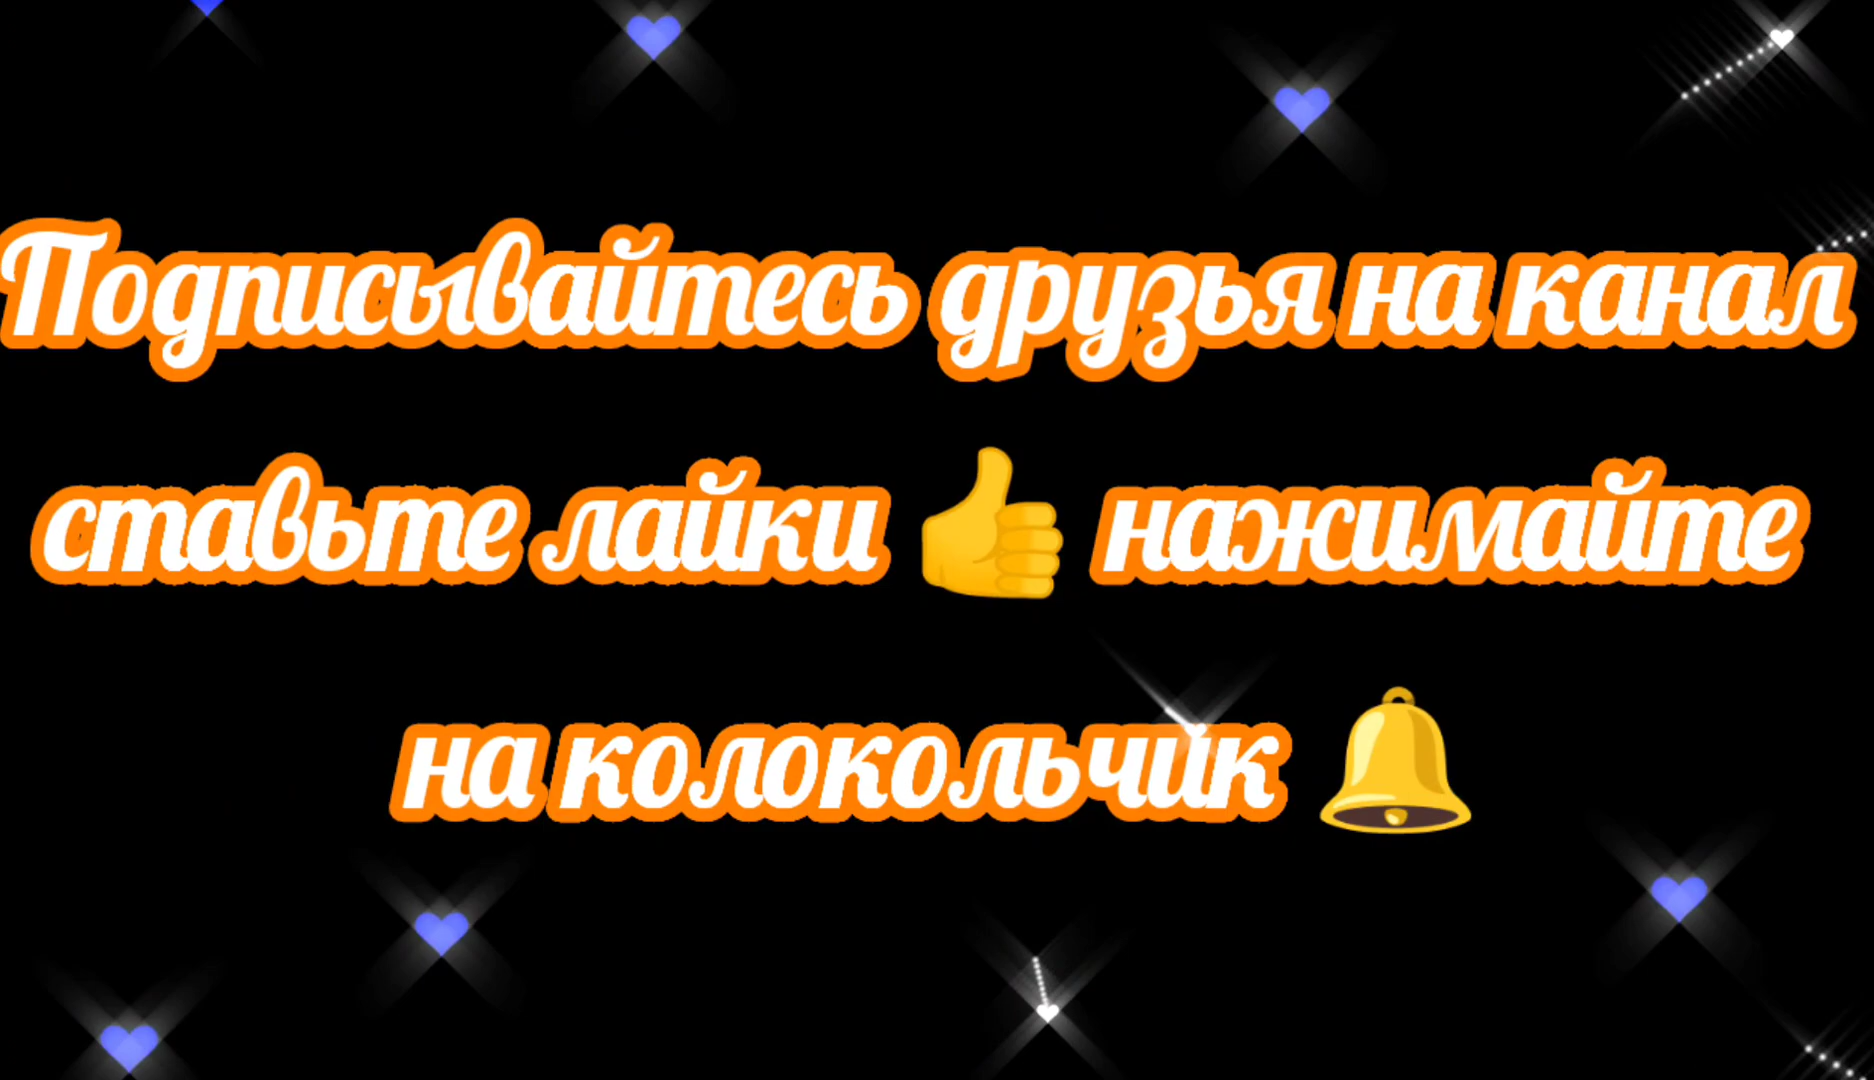 Подписывайтесь друзья на канал
ставьте лайки 👍 нажимайте
на колокольчик 🔔